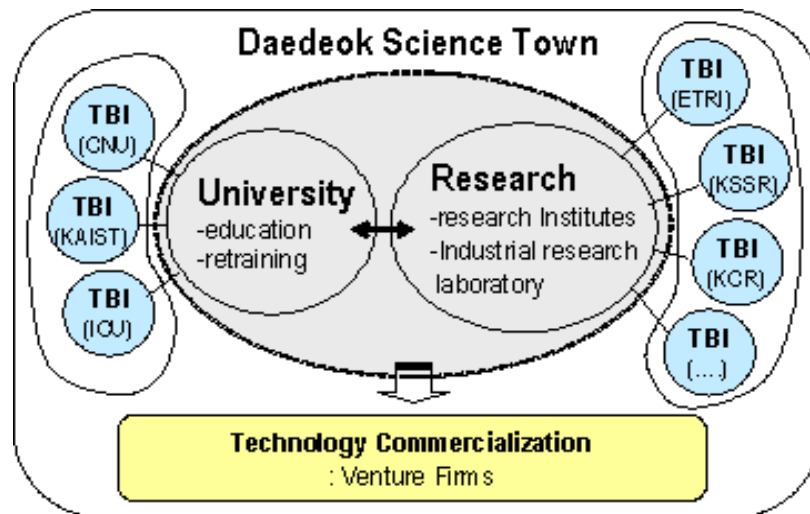 Daedeok Science Town
TBI
(CNU)
TBI
(KAIST)
TBI
(ICU)
University
-education
-retraining
Research
-research Institutes
-Industrial research
laboratory
TBI
(ETRI)
TBI
(KSSR)
TBI
(KCR)
TBI
(....)
Technology Commercialization
: Venture Firms